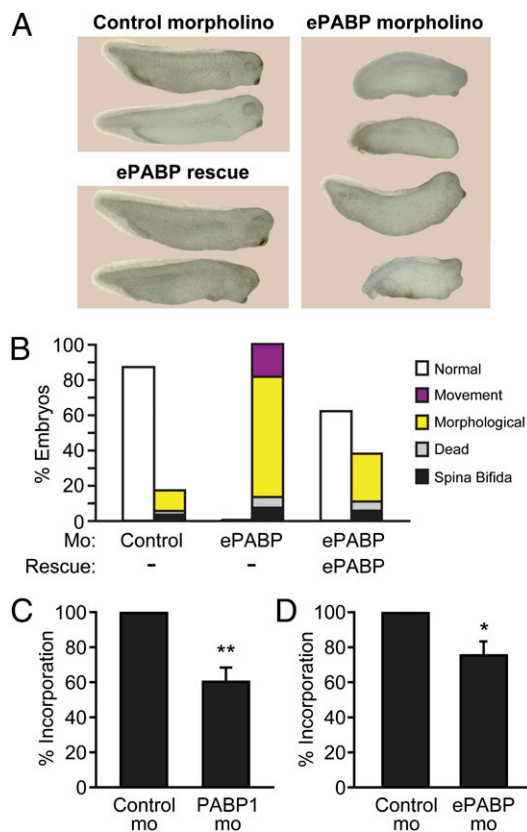 A
Control morpholino
ePABP morpholino
ePABP rescue
B
% Embryos
100
80
60
40
20
0
Normal
Movement
Morphological
Dead
Spina Bifida
Mo: Control ePABP ePABP
Rescue: - - ePABP
C
% Incorporation
100
80
60
40
20
0
**
Control mo
PABP1 mo
D
% Incorporation
100
80
60
40
20
0
*
Control mo
ePABP mo